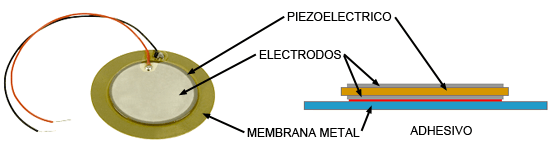 PIEZOELECTRICO
ELECTRODOS
MEMBRANA METAL
ADHESIVO